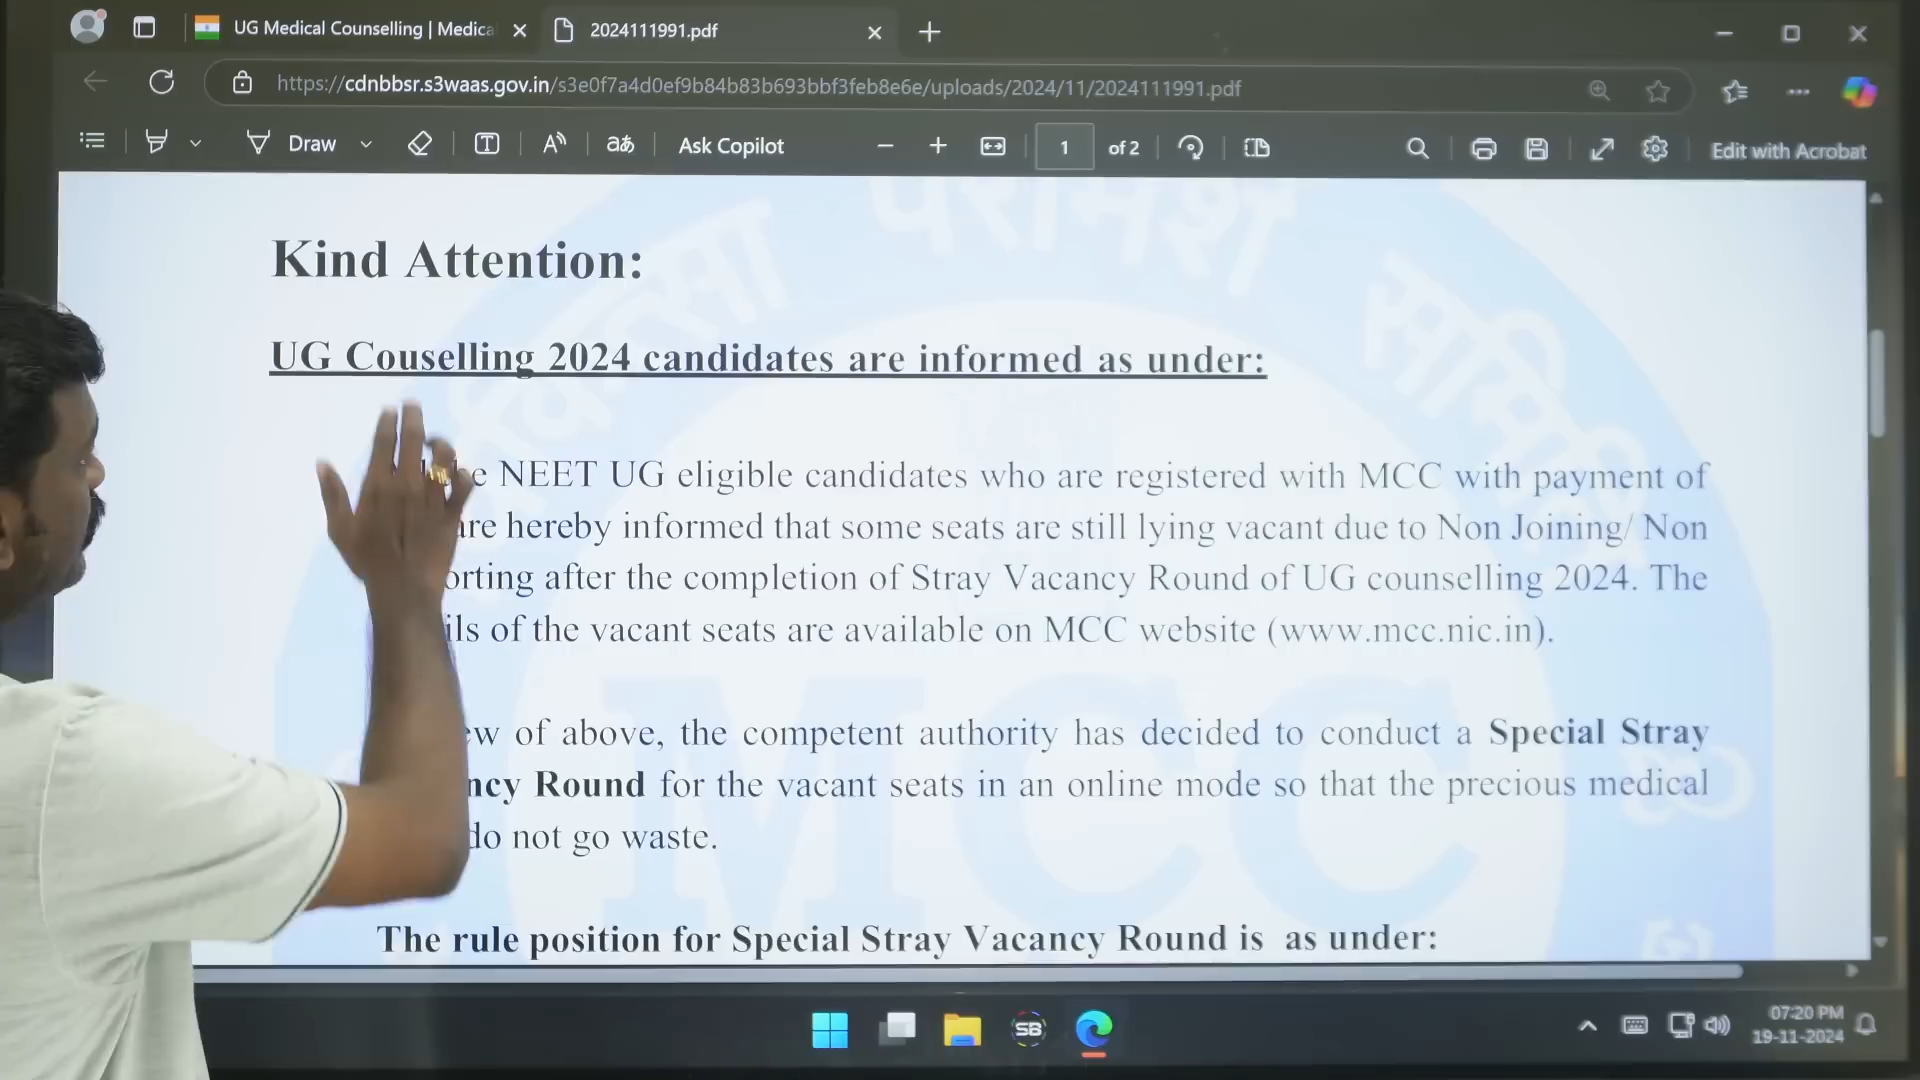 UG Medical Counselling | Medica
2024111991.pdf
https://cdnbbsr.s3waas.gov.in/s3e0f7a4d0ef9b84b83b693bbf3feb8e6e/uploads/2024/11/2024111991.pdf
Draw
Ask Copilot
1 of 2
Edit with Acrobat
चिकित्सा परामर्श समिति
Kind Attention:
UG Couselling 2024 candidates are informed as under:
NEET UG eligible candidates who are registered with MCC with payment of
are hereby informed that some seats are still lying vacant due to Non Joining/ Non
orting after the completion of Stray Vacancy Round of UG counselling 2024. The
ils of the vacant seats are available on MCC website (www.mcc.nic.in).
ew of above, the competent authority has decided to conduct a Special Stray
ncy Round for the vacant seats in an online mode so that the precious medical
do not go waste.
MCC
The rule position for Special Stray Vacancy Round is as under:
SB
07:20 PM
19-11-2024